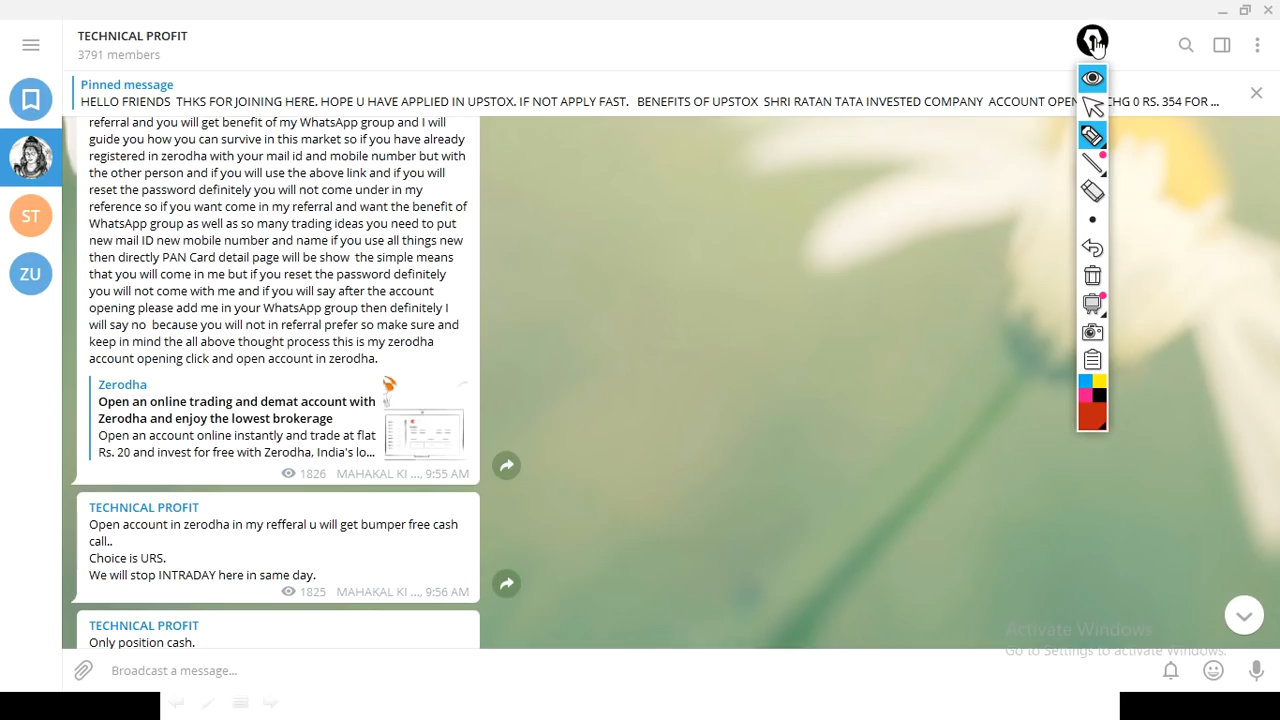 TECHNICAL PROFIT
3791 members
Pinned message
HELLO FRIENDS THKS FOR JOINING HERE. HOPE U HAVE APPLIED IN UPSTOX. IF NOT APPLY FAST. BENEFITS OF UPSTOX SHRI RATAN TATA INVESTED COMPANY ACCOUNT OPEN CHG 0 RS. 354 FOR ...
referral and you will get benefit of my WhatsApp group and I will
guide you how you can survive in this market so if you have already
registered in zerodha with your mail id and mobile number but with
the other person and if you will use the above link and if you will
reset the password definitely you will not come under in my
reference so if you want come in my referral and want the benefit of
WhatsApp group as well as so many trading ideas you need to put
new mail ID new mobile number and name if you use all things new
then directly PAN Card detail page will be show the simple means
that you will come in me but if you reset the password definitely
you will not come with me and if you will say after the account
opening please add me in your WhatsApp group then definitely I
will say no because you will not in referral prefer so make sure and
keep in mind the all above thought process this is my zerodha
account opening click and open account in zerodha.
Zerodha
Open an online trading and demat account with
Zerodha and enjoy the lowest brokerage
Open an account online instantly and trade at flat
Rs. 20 and invest for free with Zerodha, India's lo...
1826 MAHAKAL KI ..., 9:55 AM
TECHNICAL PROFIT
Open account in zerodha in my refferal u will get bumper free cash
call..
Choice is URS.
We will stop INTRADAY here in same day.
1825 MAHAKAL KI ..., 9:56 AM
TECHNICAL PROFIT
Only position cash.
ST
ZU
Activate Windows
Go to Settings to activate Windows.
Broadcast a message...